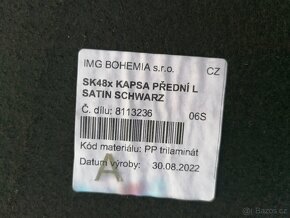 IMG BOHEMIA s.r.o. CZ
SK48x KAPSA PŘEDNÍ L
SATIN SCHWARZ
Č. dílu: 8113236 06S
Kód materiálu: PP trilaminát
Datum výroby: 30.08.2022
A